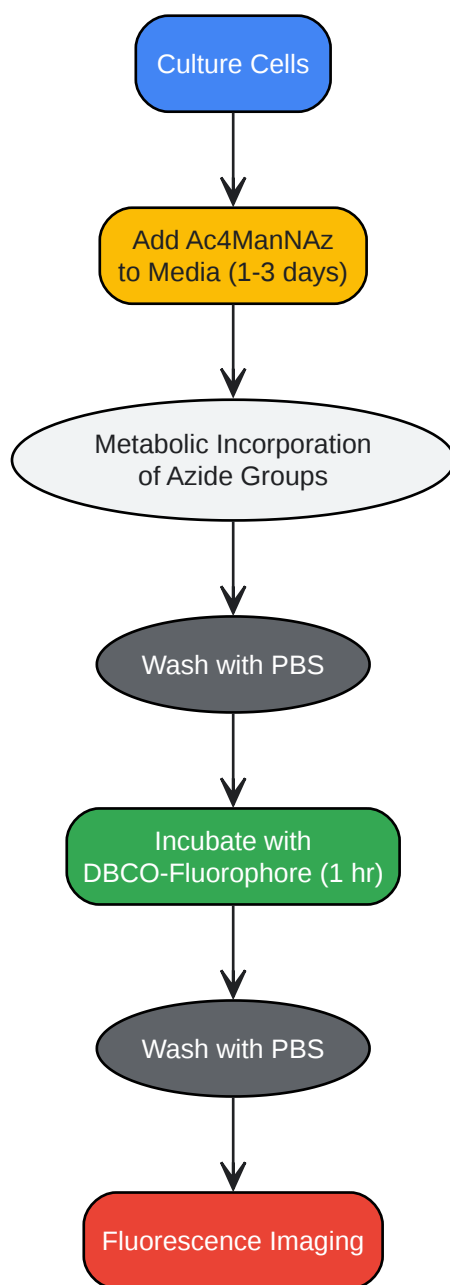 Culture Cells
Add Ac4ManNAz
to Media (1-3 days)
Metabolic Incorporation
of Azide Groups
Wash with PBS
Incubate with
DBCO-Fluorophore (1 hr)
Wash with PBS
Fluorescence Imaging